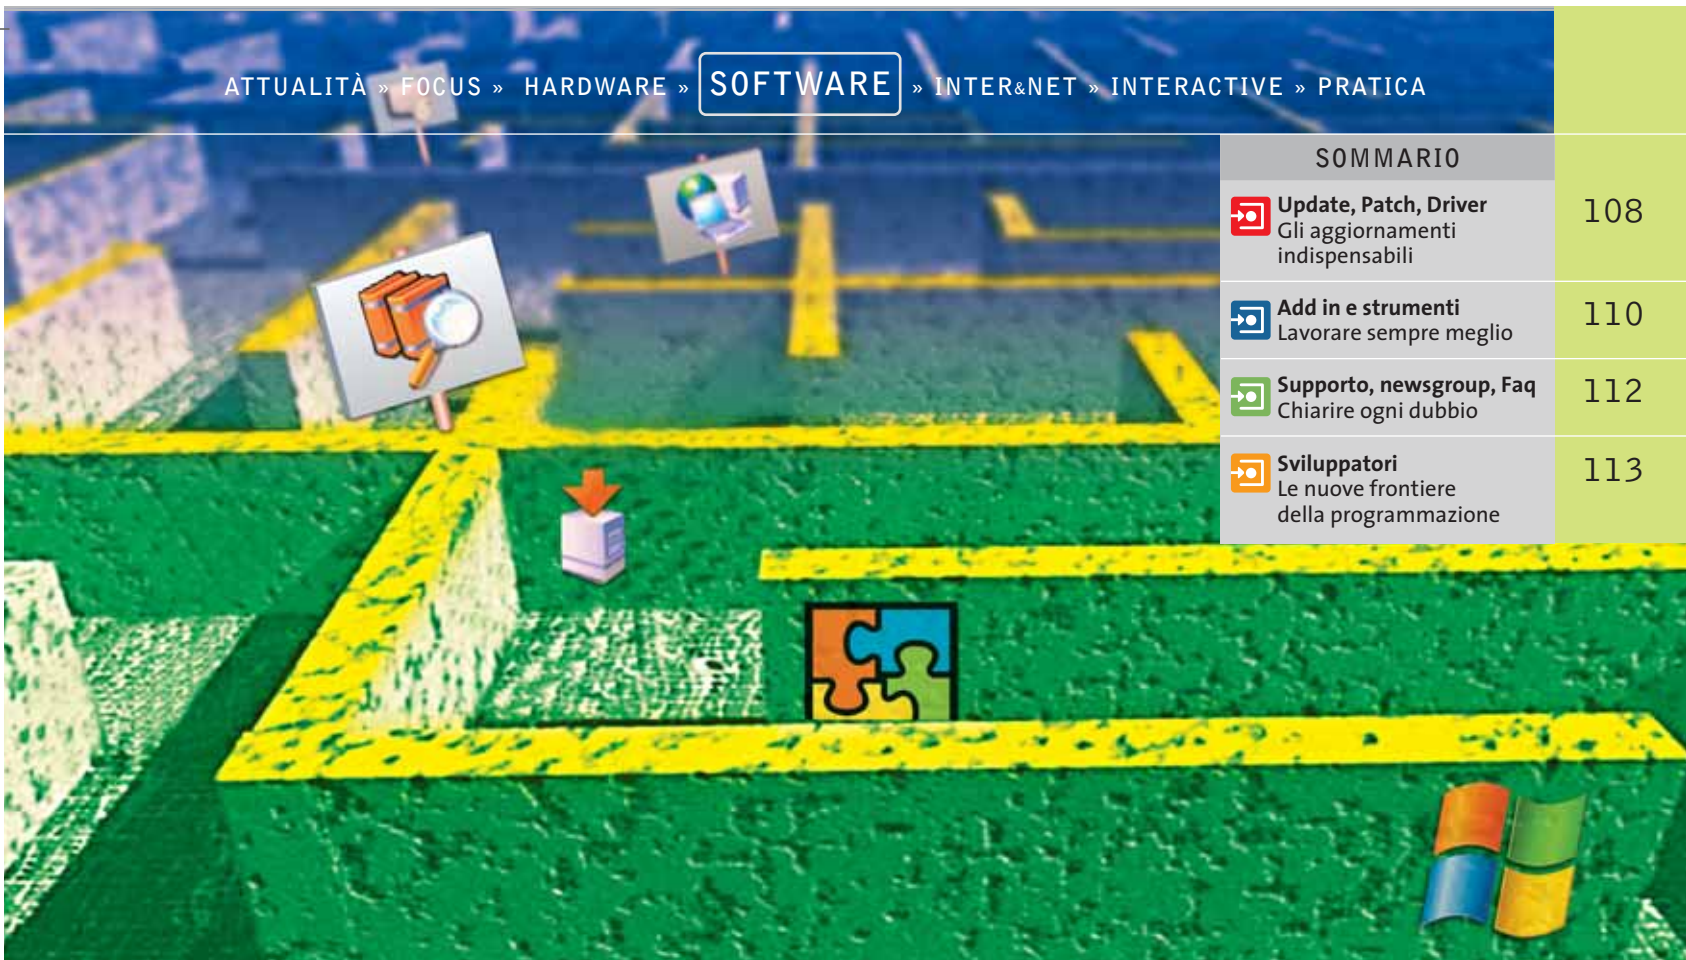 ATTUALITÀ » FOCUS » HARDWARE » SOFTWARE » INTER&NET » INTERACTIVE » PRATICA
SOMMARIO
Update, Patch, Driver 108
Gli aggiornamenti
indispensabili
Add in e strumenti 110
Lavorare sempre meglio
Supporto, newsgroup, Faq 112
Chiarire ogni dubbio
Sviluppatori 113
Le nuove frontiere
della programmazione